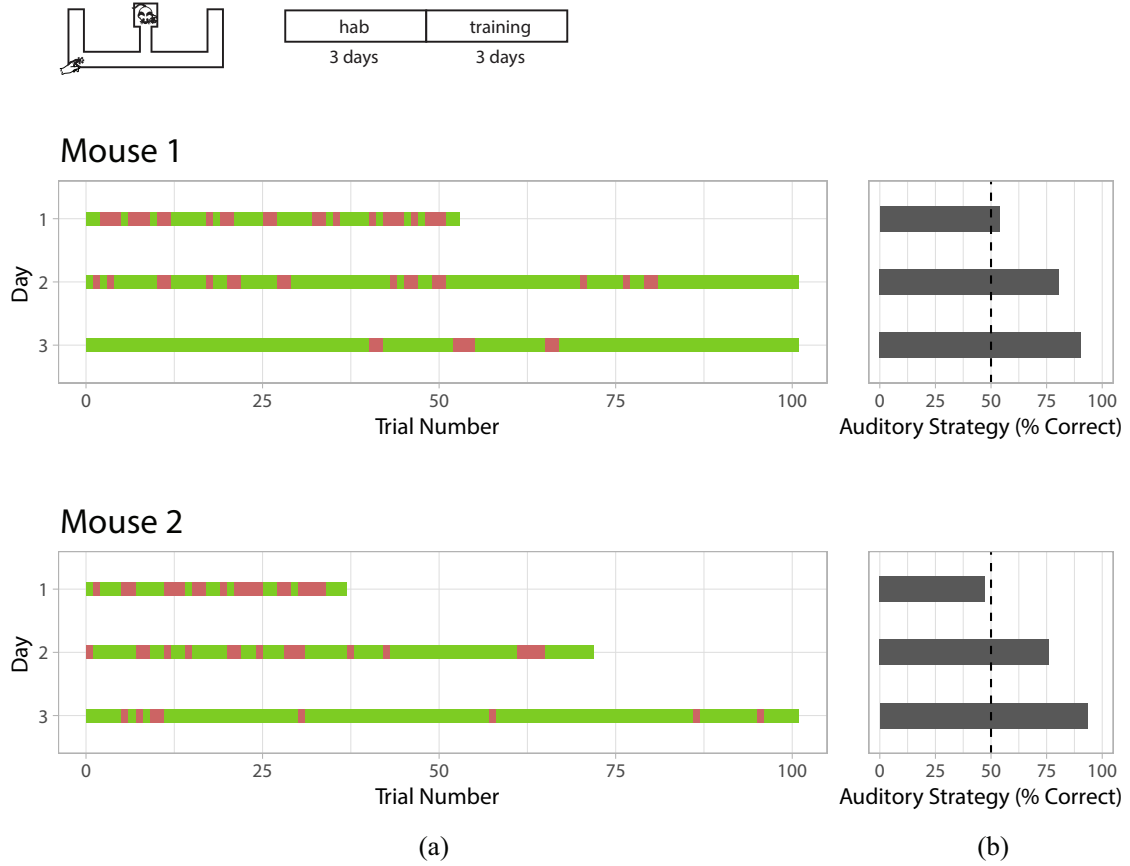 hab training
3 days 3 days
Mouse 1
Day
1
2
3
0 25 50 75 100
Trial Number
0 25 50 75 100
Auditory Strategy (% Correct)
Mouse 2
Day
1
2
3
0 25 50 75 100
Trial Number
0 25 50 75 100
Auditory Strategy (% Correct)
(a) (b)